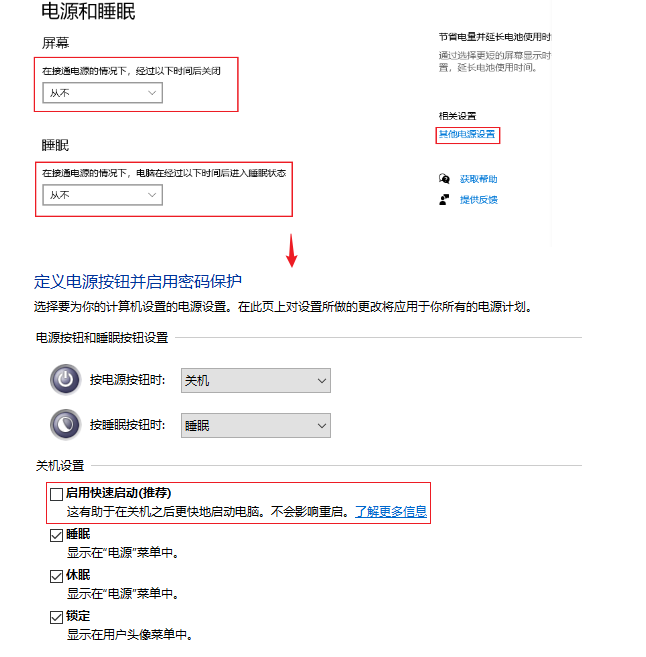 电源和睡眠
屏幕
在接通电源的情况下，经过以下时间后关闭
从不
睡眠
在接通电源的情况下，电脑在经过以下时间后进入睡眠状态
从不
节省电量并延长电池使用时
通过选择更短的屏幕显示时
置，延长电池使用时间。
相关设置
其他电源设置
获取帮助
提供反馈
定义电源按钮并启用密码保护
选择要为你的计算机设置的电源设置。在此页上对设置所做的更改将应用于你所有的电源计划。
电源按钮和睡眠按钮设置
按电源按钮时: 关机
按睡眠按钮时: 睡眠
关机设置
启用快速启动(推荐)
这有助于在关机之后更快地启动电脑。不会影响重启。了解更多信息
睡眠
显示在“电源”菜单中。
休眠
显示在“电源”菜单中。
锁定
显示在用户头像菜单中。